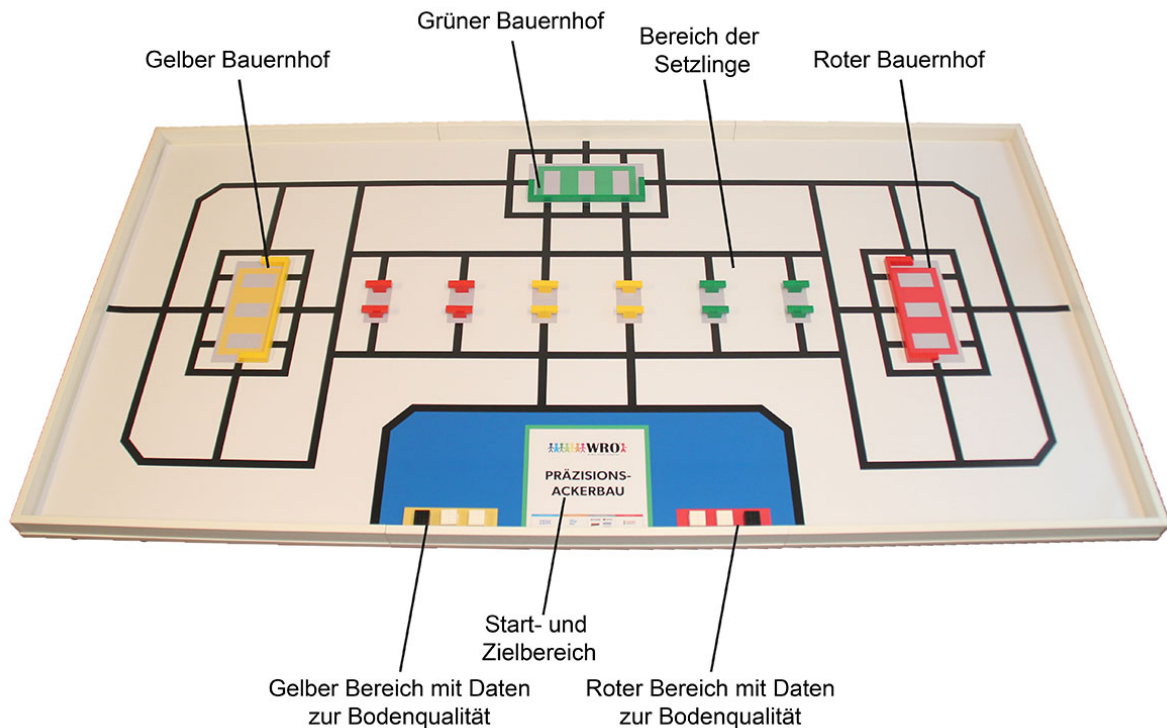 Grüner Bauernhof
Gelber Bauernhof
Bereich der
Setzlinge
Roter Bauernhof
WRO
PRÄZISIONS-
ACKERBAU
Start- und
Zielbereich
Gelber Bereich mit Daten
zur Bodenqualität
Roter Bereich mit Daten
zur Bodenqualität